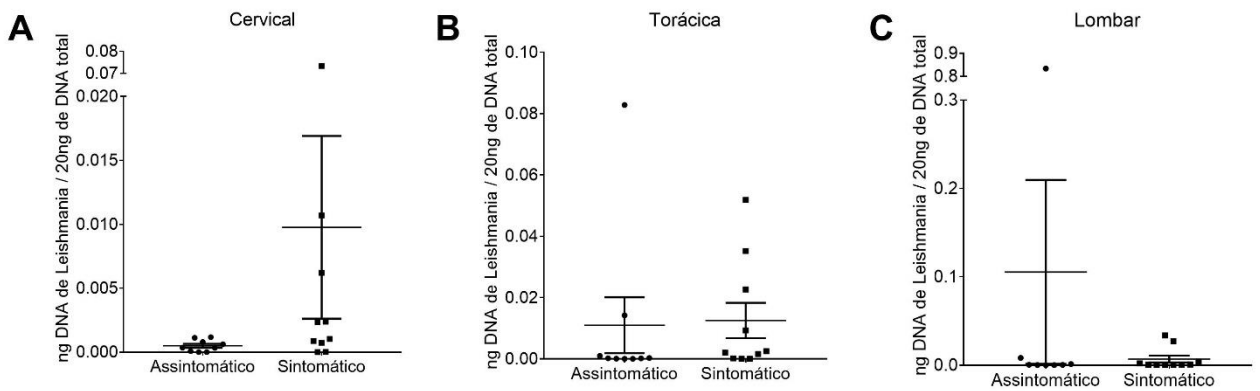 A
Cervical
ng DNA de Leishmania / 20ng de DNA total
0.08
0.07
0.020
0.015
0.010
0.005
0.000
Assintomático
Sintomático
B
Torácica
ng DNA de Leishmania / 20ng de DNA total
0.10
0.08
0.06
0.04
0.02
0.00
Assintomático
Sintomático
C
Lombar
ng DNA de Leishmania / 20ng de DNA total
0.9
0.8
0.3
0.2
0.1
0.0
Assintomático
Sintomático